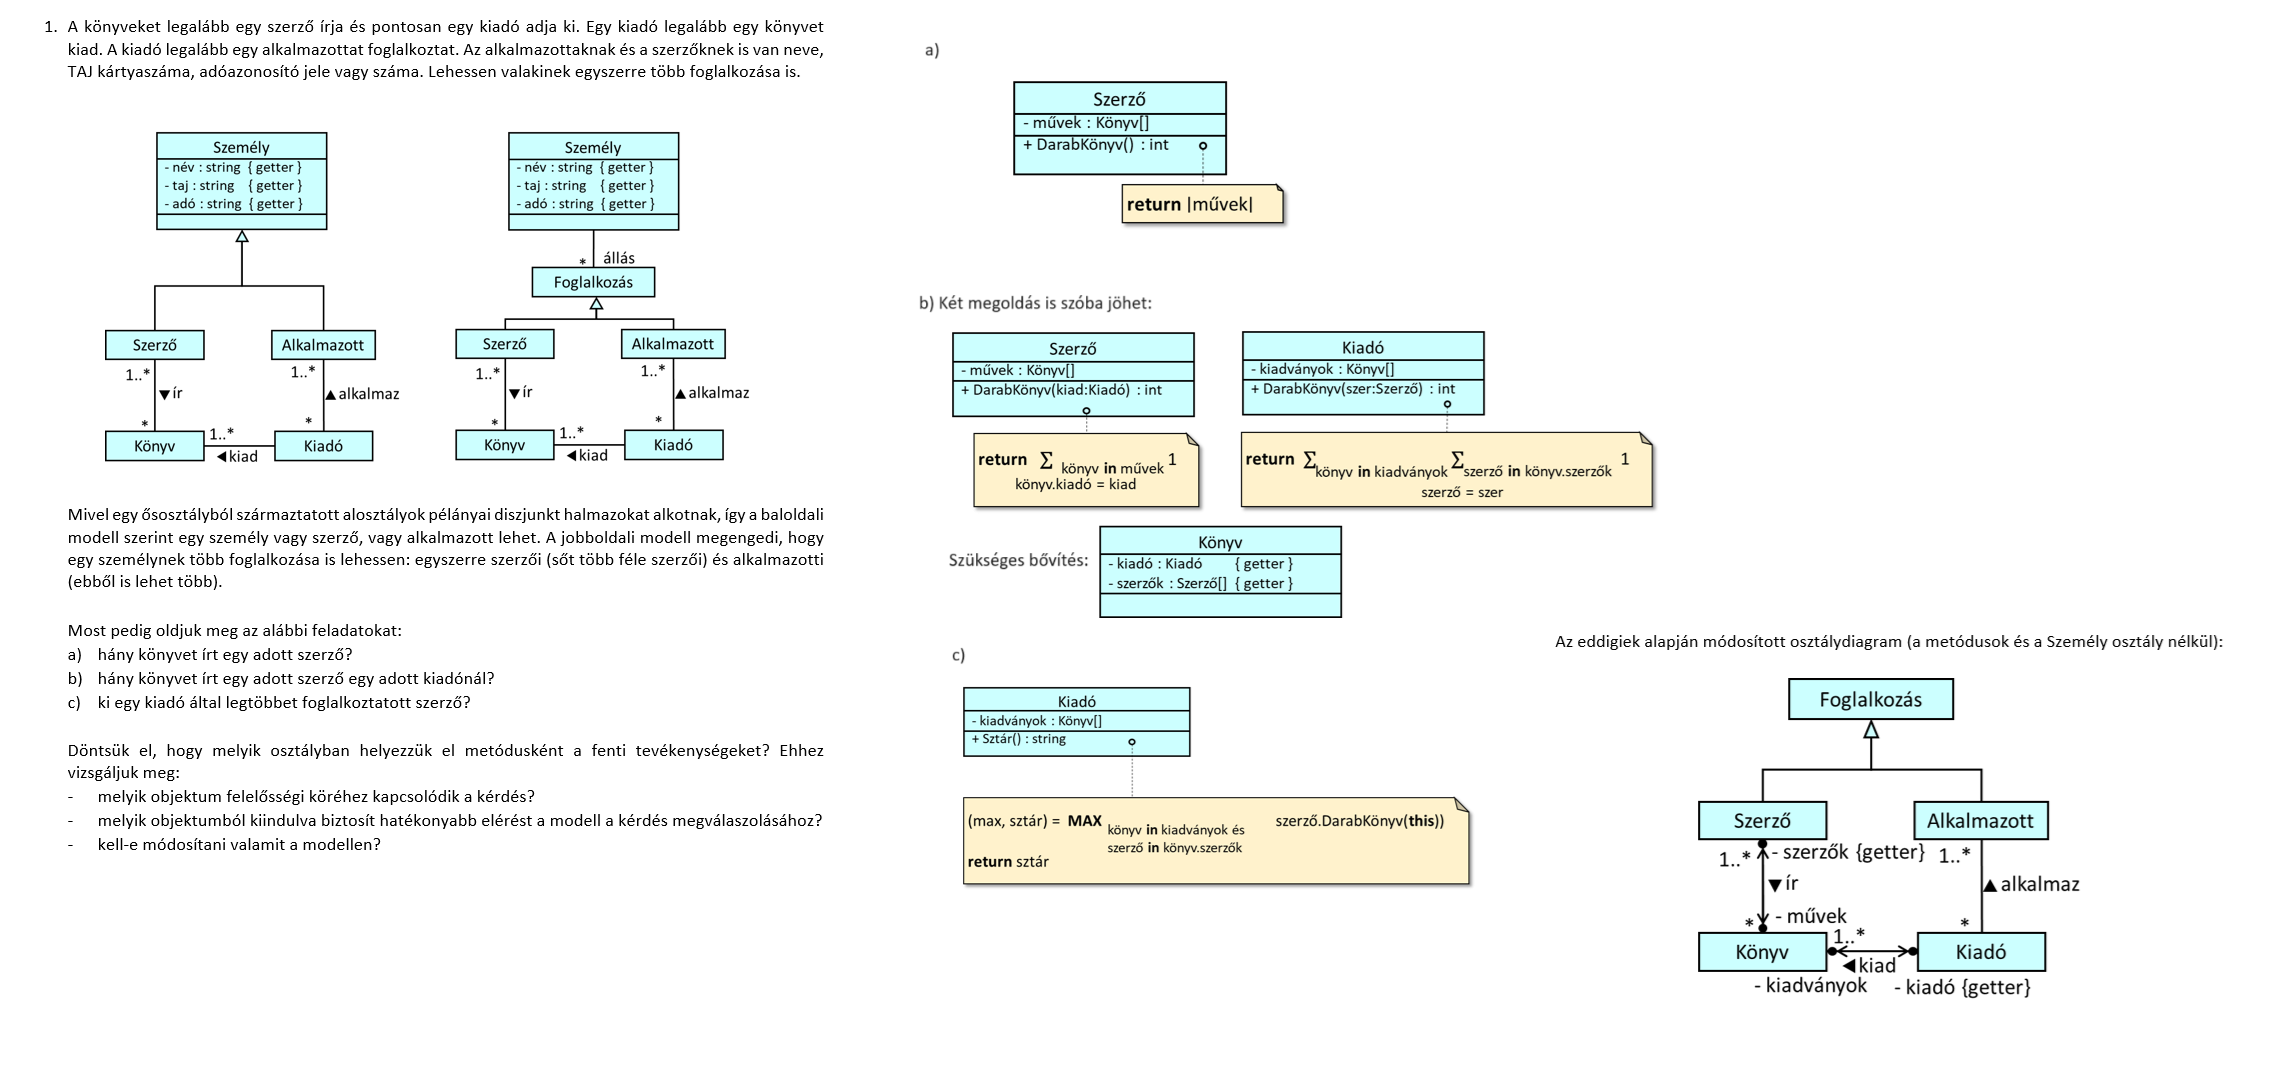 1. A könyveket legalább egy szerző írja és pontosan egy kiadó adja ki. Egy kiadó legalább egy könyvet
kiad. A kiadó legalább egy alkalmazottat foglalkoztat. Az alkalmazottaknak és a szerzőknek is van neve,
TAJ kártyaszáma, adóazonosító jele vagy száma. Lehessen valakinek egyszerre több foglalkozása is.
Személy
- név : string { getter }
- taj : string { getter }
- adó : string { getter }
Szerző
Alkalmazott
1..*
1..*
▼ír
▲alkalmaz
*
*
Könyv
1..*
◀kiad
Kiadó
Személy
- név : string { getter }
- taj : string { getter }
- adó : string { getter }
* állás
Foglalkozás
Szerző
Alkalmazott
1..*
1..*
▼ír
▲alkalmaz
*
*
Könyv
1..*
◀kiad
Kiadó
Mivel egy ősosztályból származtatott alosztályok pélányai diszjunkt halmazokat alkotnak, így a baloldali
modell szerint egy személy vagy szerző, vagy alkalmazott lehet. A jobboldali modell megengedi, hogy
egy személynek több foglalkozása is lehessen: egyszerre szerzői (sőt több féle szerzői) és alkalmazotti
(ebből is lehet több).
Most pedig oldjuk meg az alábbi feladatokat:
a) hány könyvet írt egy adott szerző?
b) hány könyvet írt egy adott szerző egy adott kiadónál?
c) ki egy kiadó által legtöbbet foglalkoztatott szerző?
Döntsük el, hogy melyik osztályban helyezzük el metódusként a fenti tevékenységeket? Ehhez
vizsgáljuk meg:
- melyik objektum felelősségi köréhez kapcsolódik a kérdés?
- melyik objektumból kiindulva biztosít hatékonyabb elérést a modell a kérdés megválaszolásához?
- kell-e módosítani valamit a modellen?
a)
Szerző
- művek : Könyv[]
+ DarabKönyv() : int
return |művek|
b) Két megoldás is szóba jöhet:
Szerző
- művek : Könyv[]
+ DarabKönyv(kiad:Kiadó) : int
return Σ könyv in művek 1
könyv.kiadó = kiad
Kiadó
- kiadványok : Könyv[]
+ DarabKönyv(szer:Szerző) : int
return Σ könyv in kiadványok Σ szerző in könyv.szerzők 1
szerző = szer
Szükséges bővítés:
Könyv
- kiadó : Kiadó { getter }
- szerzők : Szerző[] { getter }
c)
Kiadó
- kiadványok : Könyv[]
+ Sztár() : string
(max, sztár) = MAX könyv in kiadványok és szerző.DarabKönyv(this))
szerző in könyv.szerzők
return sztár
Az eddigiek alapján módosított osztálydiagram (a metódusok és a Személy osztály nélkül):
Foglalkozás
Szerző
Alkalmazott
1..*
- szerzők {getter}
1..*
▼ír
▲alkalmaz
*
- művek
*
Könyv
1..*
◀kiad
Kiadó
- kiadványok
- kiadó {getter}